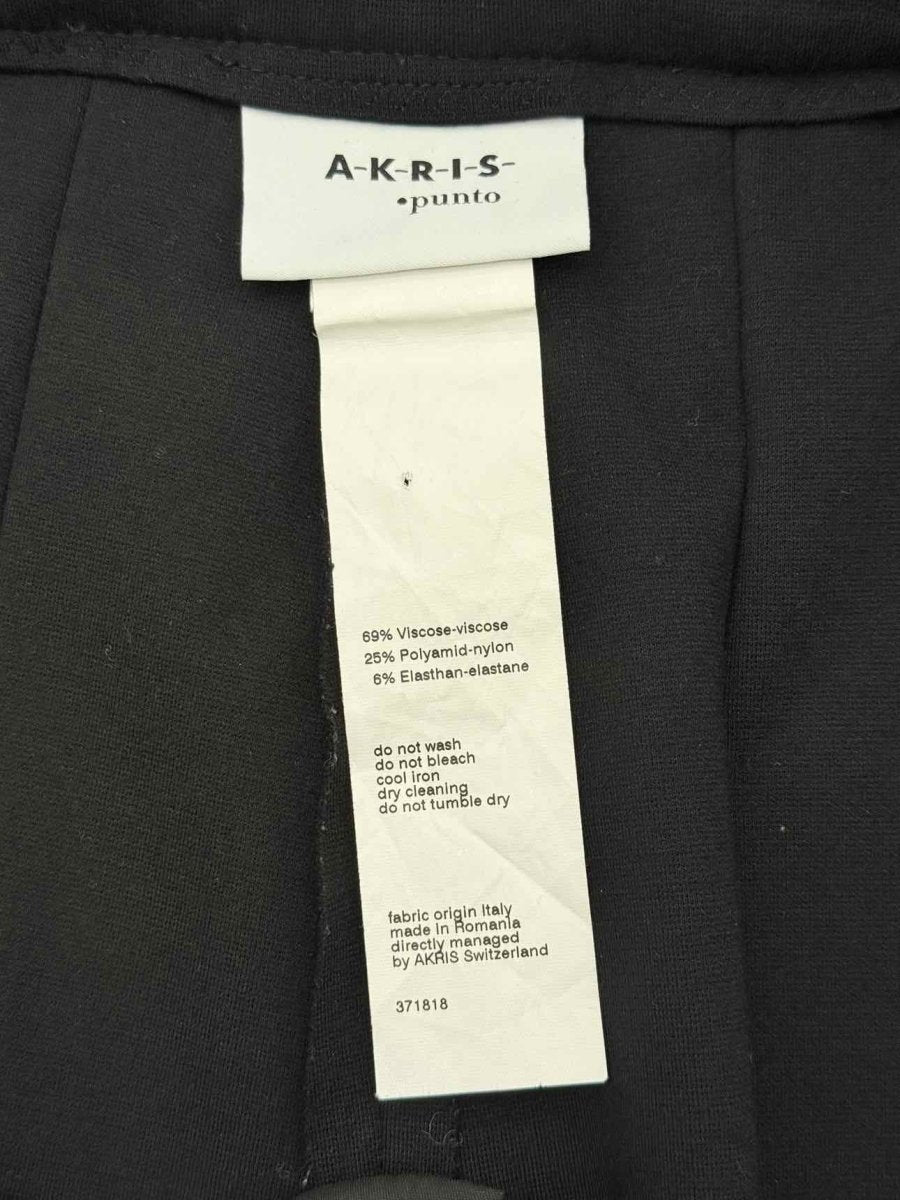 A-K-R-I-S-
•punto
69% Viscose-viscose
25% Polyamid-nylon
6% Elasthan-elastane
do not wash
do not bleach
cool iron
dry cleaning
do not tumble dry
fabric origin Italy
made in Romania
directly managed
by AKRIS Switzerland
371818